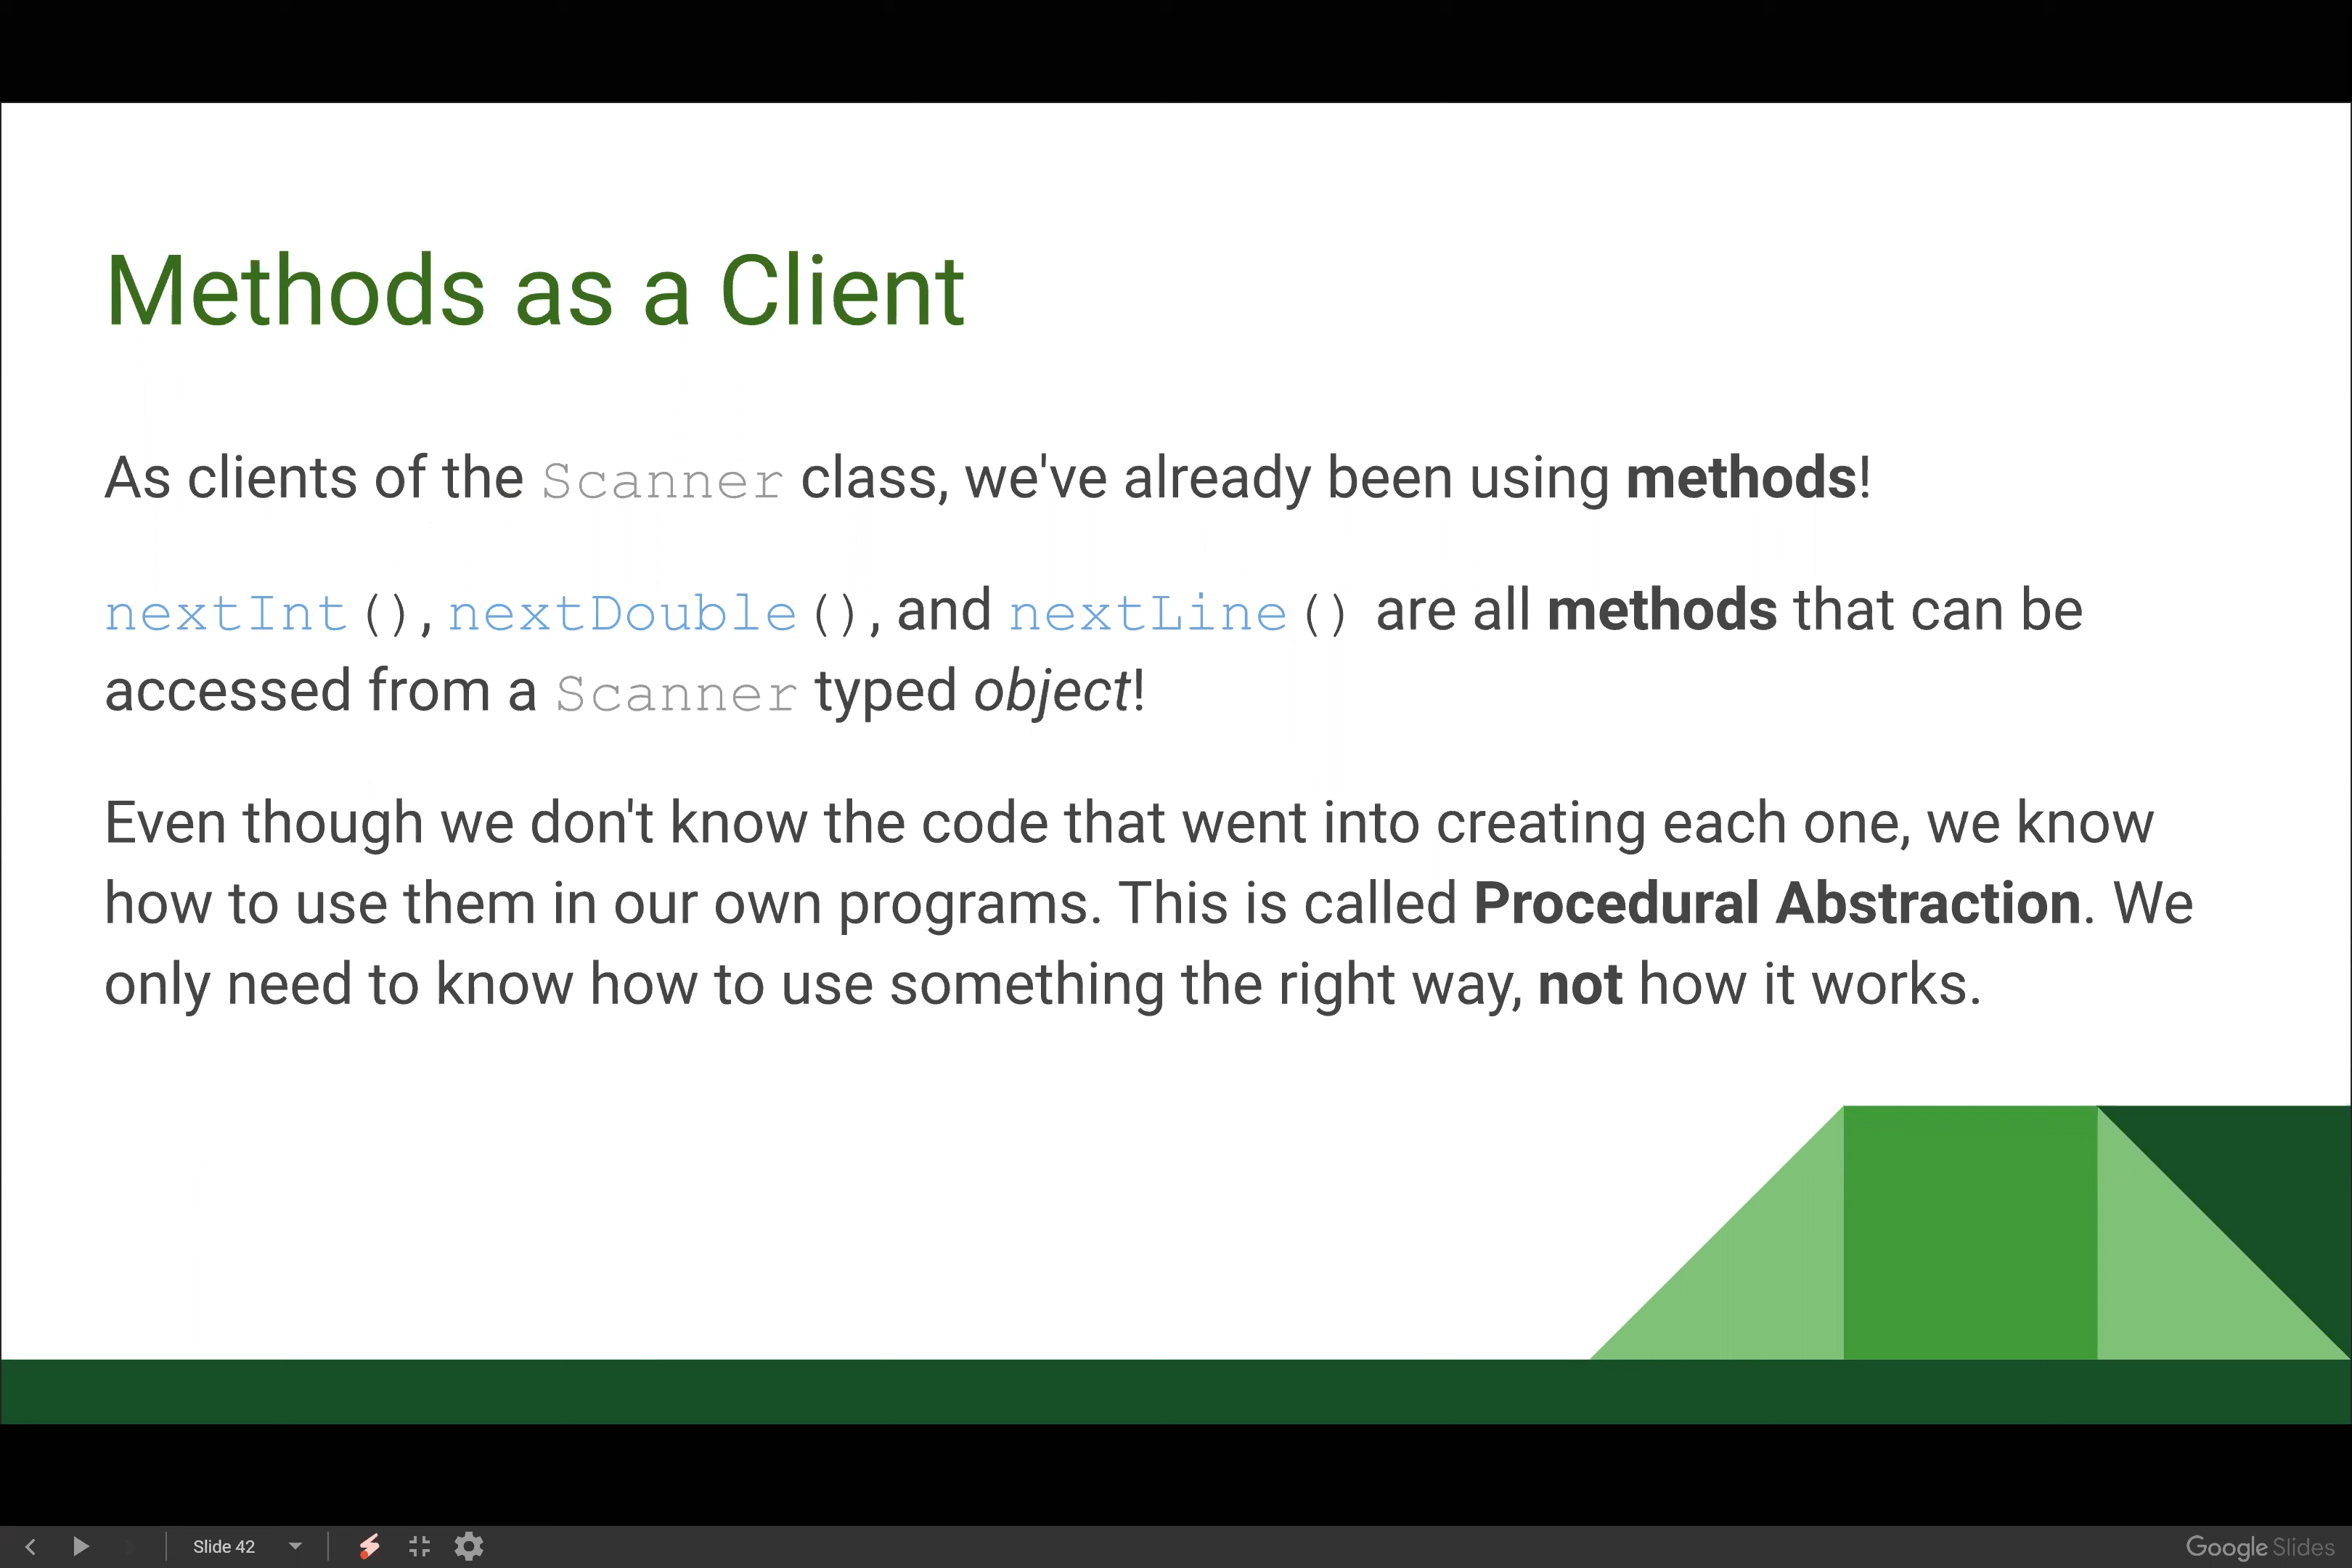 Methods as a Client
As clients of the Scanner class, we've already been using methods!
nextInt(), nextDouble(), and nextLine() are all methods that can be
accessed from a Scanner typed object!
Even though we don't know the code that went into creating each one, we know
how to use them in our own programs. This is called Procedural Abstraction. We
only need to know how to use something the right way, not how it works.
Slide 42
Google Slides